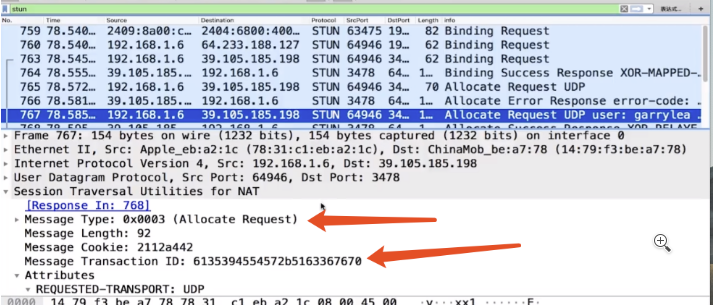 stun
表达式… +
No. Time Source Destination Protocol SrcPort DstPort Length Info
759 78.540… 2409:8a00:c… 2404:6800:400… STUN 63475 19… 82 Binding Request
760 78.540… 192.168.1.6 64.233.188.127 STUN 64946 19… 62 Binding Request
763 78.545… 192.168.1.6 39.105.185.198 STUN 64946 34… 62 Binding Request
764 78.555… 39.105.185.… 192.168.1.6 STUN 3478 64… 1… Binding Success Response XOR-MAPPED-…
765 78.572… 192.168.1.6 39.105.185.198 STUN 64946 34… 70 Allocate Request UDP
766 78.581… 39.105.185.… 192.168.1.6 STUN 3478 64… 1… Allocate Error Response error-code: …
767 78.585… 192.168.1.6 39.105.185.198 STUN 64946 34… 1… Allocate Request UDP user: garrylea…
Frame 767: 154 bytes on wire (1232 bits), 154 bytes captured (1232 bits) on interface 0
Ethernet II, Src: Apple_eb:a2:1c (78:31:c1:eb:a2:1c), Dst: ChinaMob_be:a7:78 (14:79:f3:be:a7:78)
Internet Protocol Version 4, Src: 192.168.1.6, Dst: 39.105.185.198
User Datagram Protocol, Src Port: 64946, Dst Port: 3478
Session Traversal Utilities for NAT
[Response In: 768]
Message Type: 0x0003 (Allocate Request)
Message Length: 92
Message Cookie: 2112a442
Message Transaction ID: 6135394554572b5163367670
Attributes
REQUESTED-TRANSPORT: UDP
0000 14 79 f3 be a7 78 78 31 c1 eb a2 1c 08 00 45 00